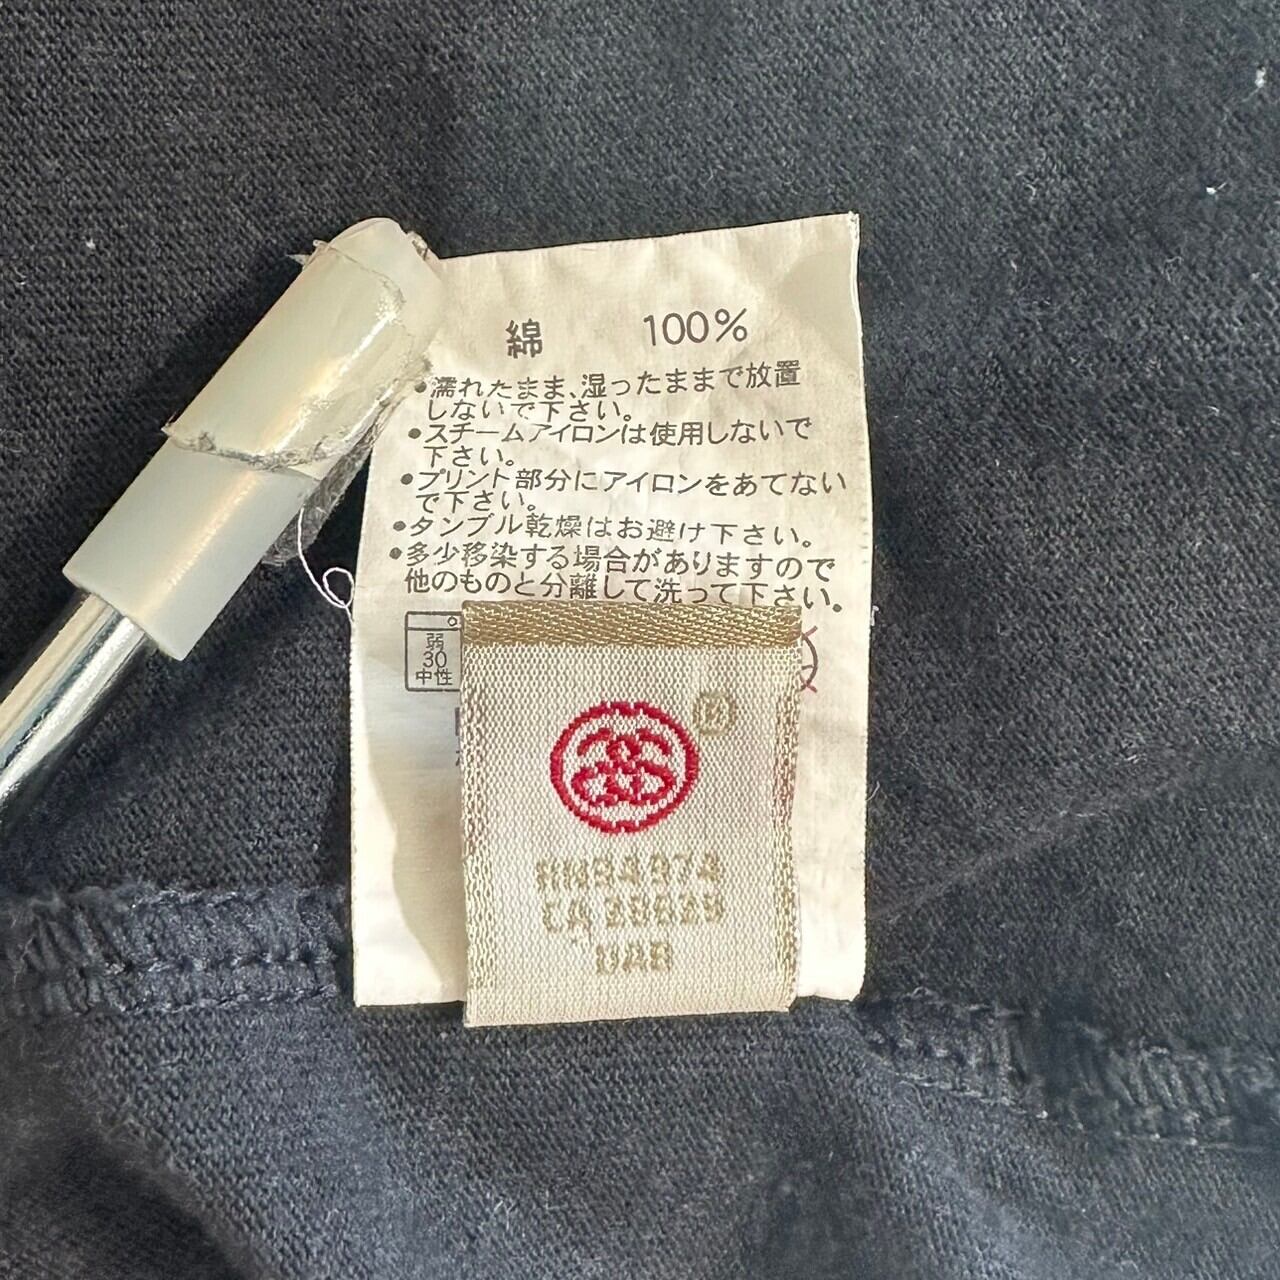 綿 100%
•濡れたまま、湿ったままで放置
しないで下さい。
•スチームアイロンは使用しないで
下さい。
•プリント部分にアイロンをあてない
で下さい。
•タンブル乾燥はお避け下さい。
•多少移染する場合がありますので
他のものと分離して洗って下さい。
弱
30
中性
®
RN94974